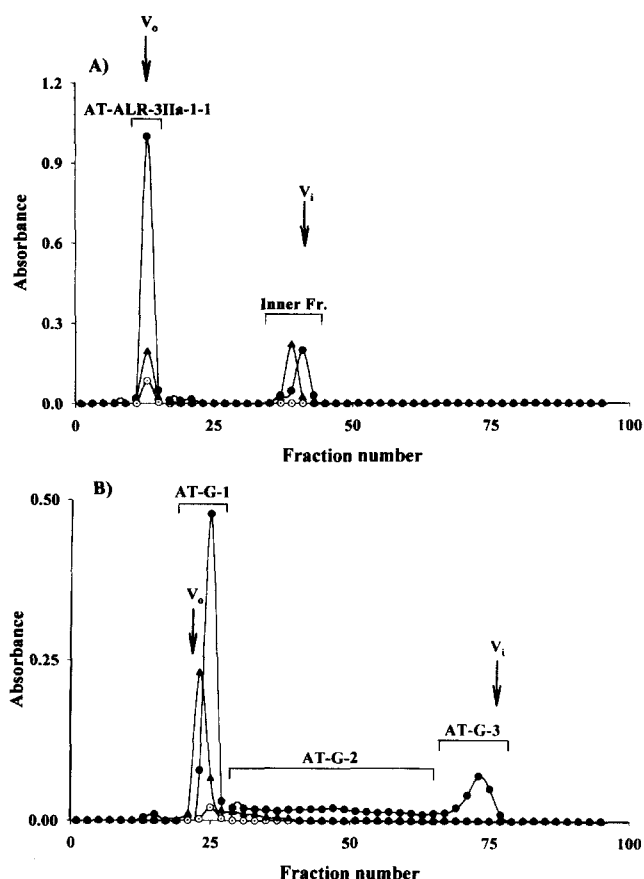 V₀
A)
1.2
AT-ALR-3IIa-1-1
0.9
Vᵢ
Absorbance
0.6
Inner Fr.
0.3
0.0
0 25 50 75 100
Fraction number
B)
AT-G-1
0.50
V₀
Vᵢ
Absorbance
0.25
AT-G-3
AT-G-2
0.00
0 25 50 75 100
Fraction number